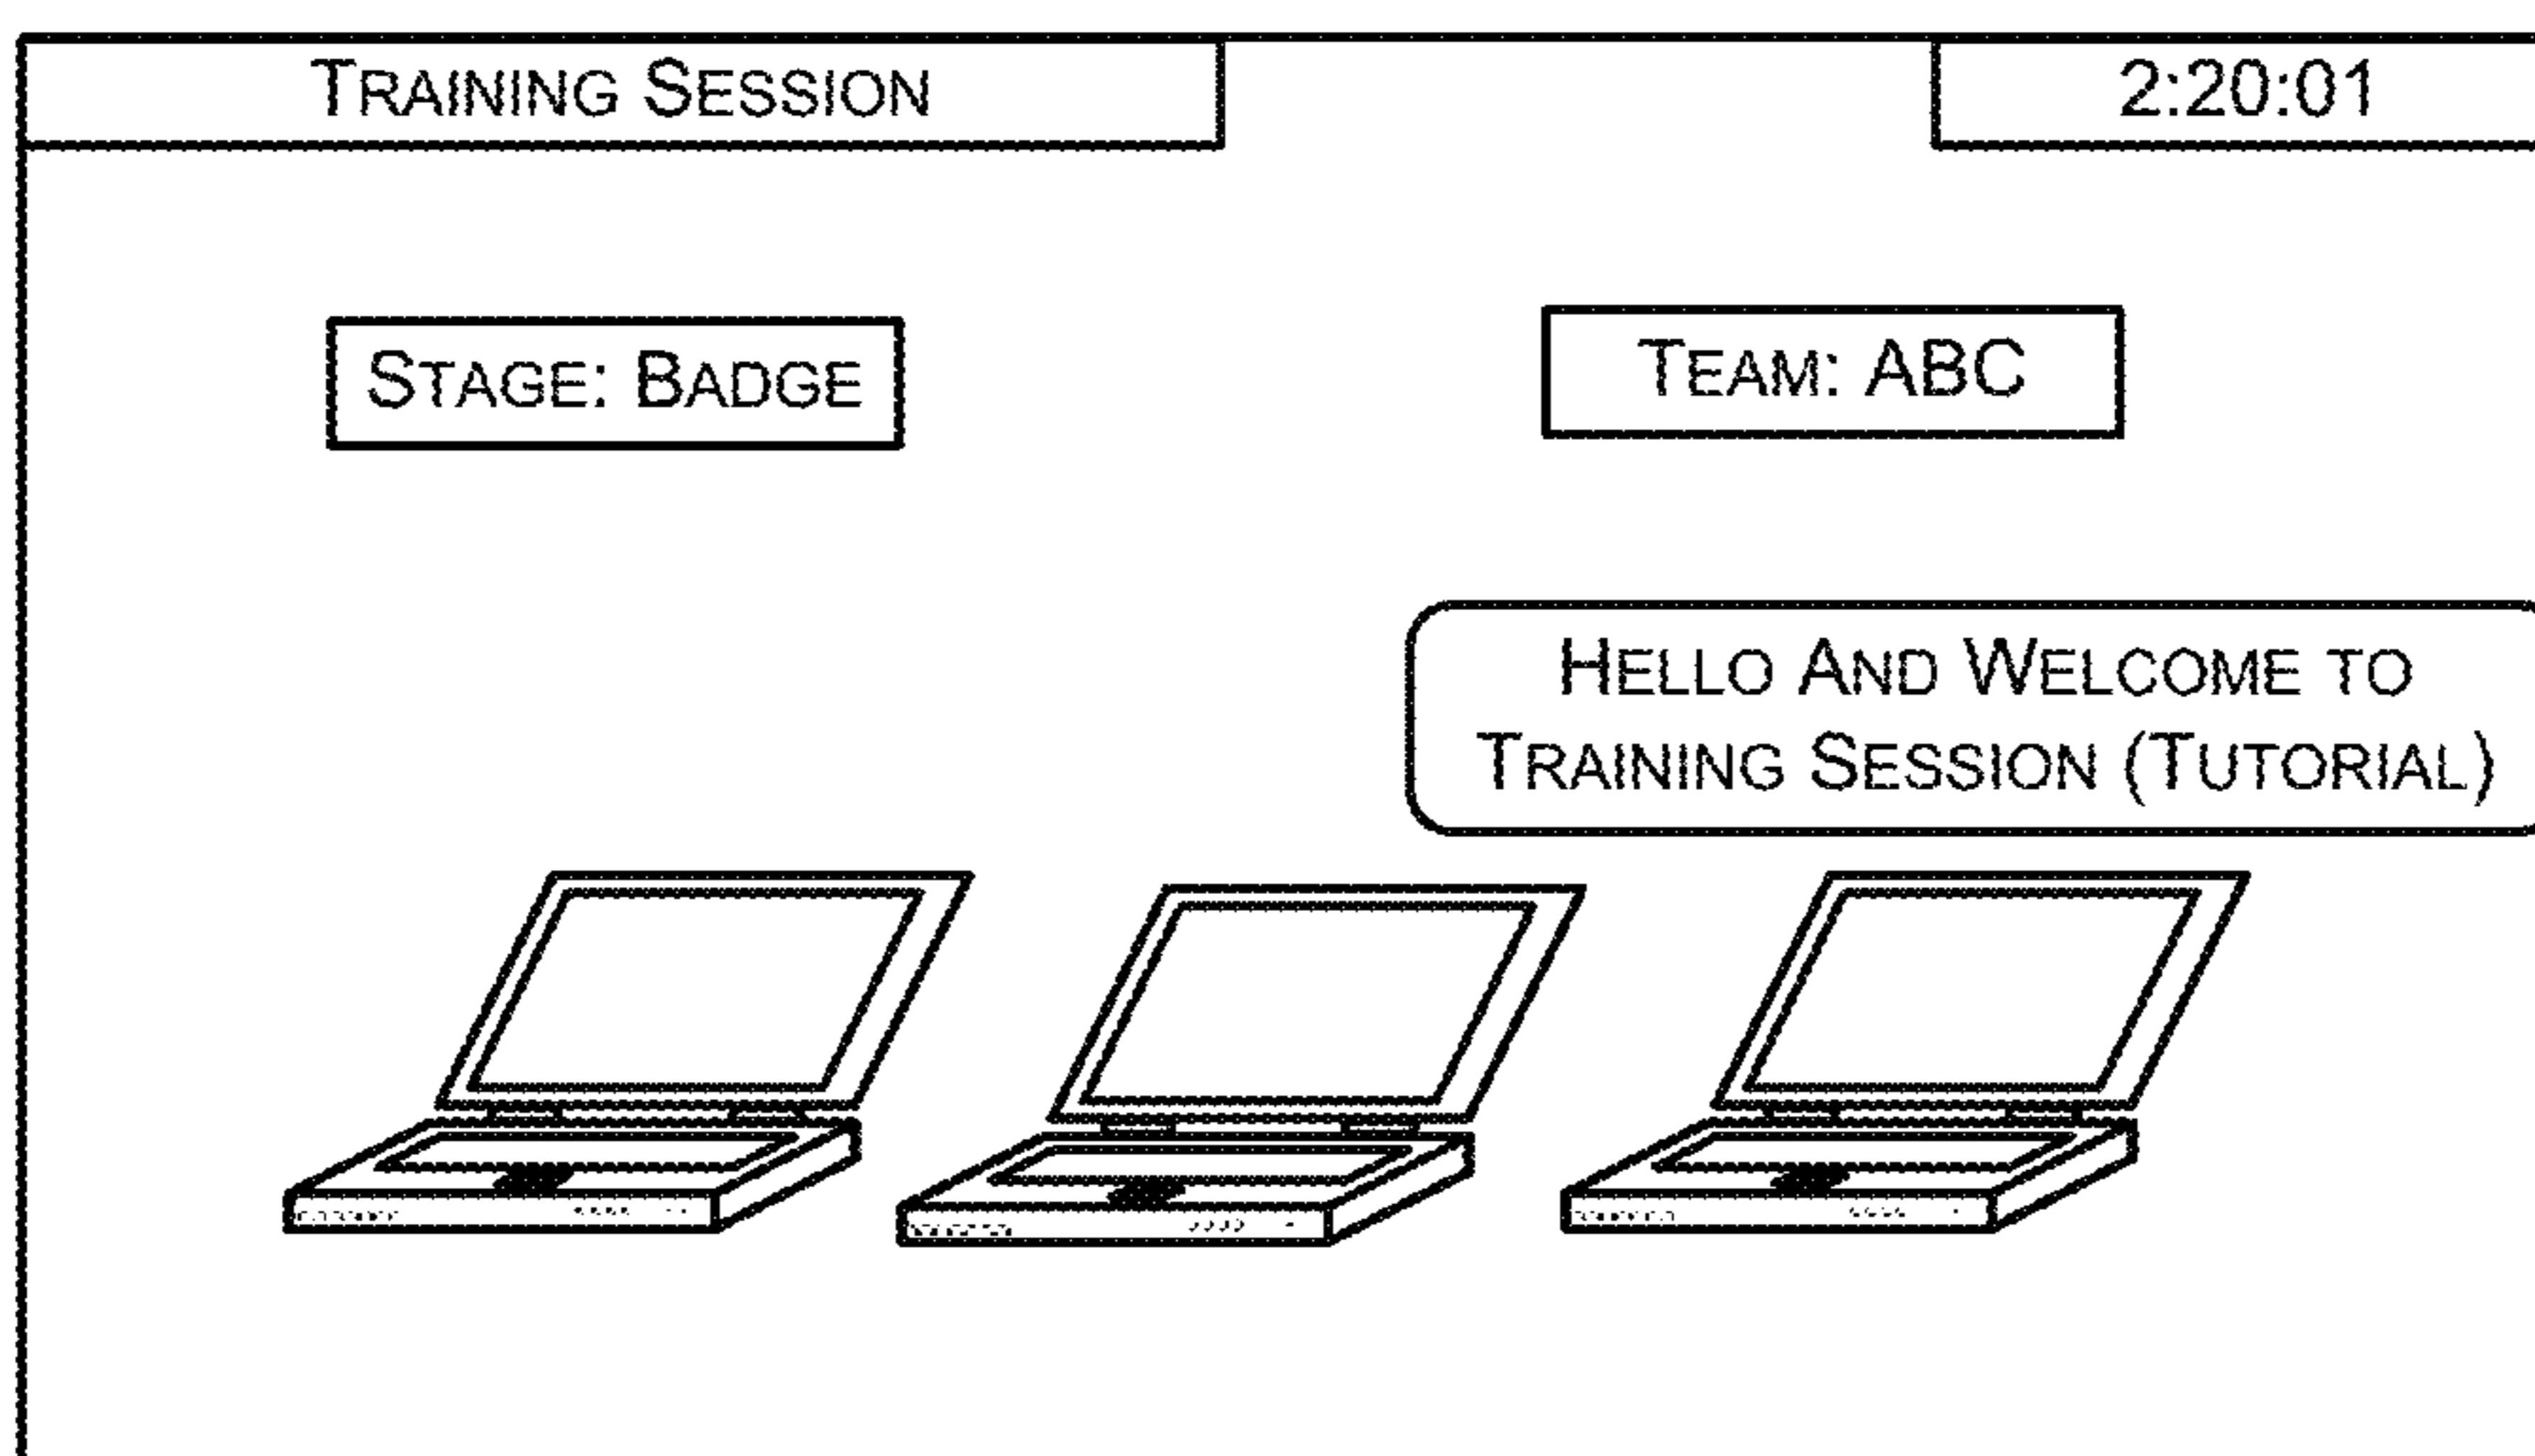 Training Session
2:20:01
Stage: Badge
Team: ABC
Hello And Welcome to
Training Session (Tutorial)